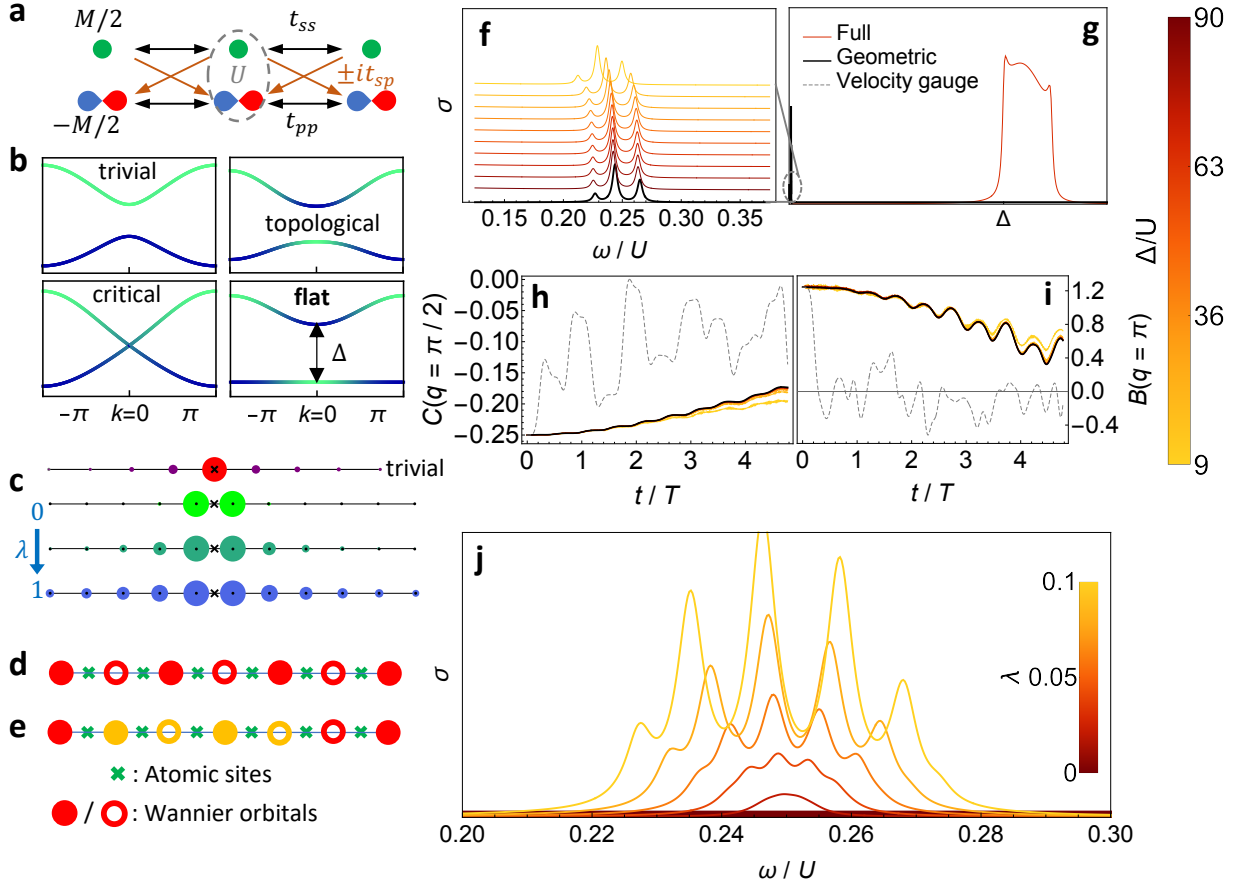 a
M/2
t_ss
U
±it_sp
−M/2
t_pp
b
trivial
topological
critical
flat
Δ
−π k=0 π
−π k=0 π
c
trivial
0
λ
1
d
e
✖ : Atomic sites
● / ○ : Wannier orbitals
f
σ
0.20 0.25 0.30 0.35
ω / U
0.15
g
Full
Geometric
Velocity gauge
Δ
h
C(q = π / 2)
0.00
−0.05
−0.10
−0.15
−0.20
−0.25
0 1 2 3 4
t / T
i
B(q = π)
1.2
0.8
0.4
0.0
−0.4
0 1 2 3 4
t / T
90
63
36
9
Δ/U
j
σ
0.1
0.05
0
λ
0.20 0.22 0.24 0.26 0.28 0.30
ω / U